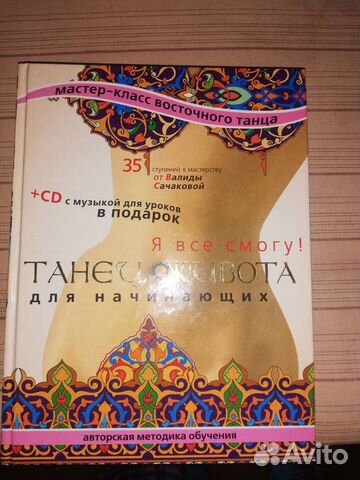 мастер-класс восточного танца
35 ступеней к мастерству
от Валиды
Сачаковой
+CD с музыкой для уроков
в подарок
Я все смогу!
ТАНЕЦ ЖИВОТА
для начинающих
авторская методика обучения
Avito